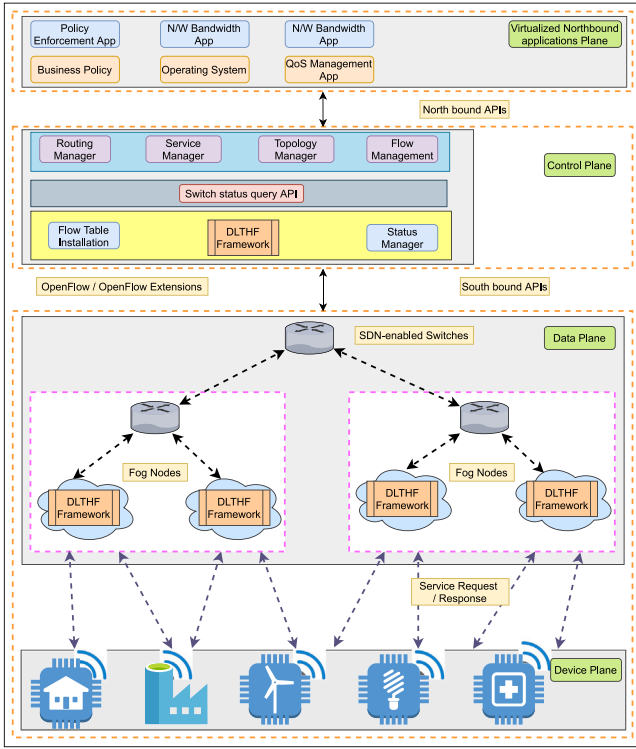 Policy
Enforcement App
N/W Bandwidth
App
N/W Bandwidth
App
Virtualized Northbound
applications Plane
Business Policy
Operating System
QoS Management
App
North bound APIs
Routing
Manager
Service
Manager
Topology
Manager
Flow
Management
Control Plane
Switch status query API
Flow Table
Installation
DLTHF
Framework
Status
Manager
OpenFlow / OpenFlow Extensions
South bound APIs
SDN-enabled Switches
Data Plane
Fog Nodes
Fog Nodes
DLTHF
Framework
DLTHF
Framework
DLTHF
Framework
DLTHF
Framework
Service Request
/ Response
Device Plane